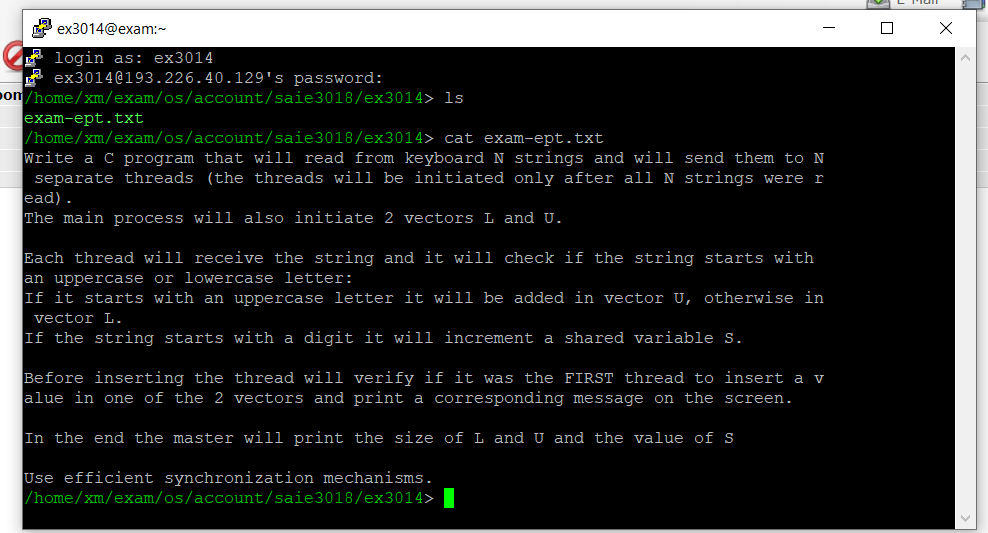 E-Mail
ex3014@exam:~
login as: ex3014
ex3014@193.226.40.129's password:
/home/xm/exam/os/account/saie3018/ex3014> ls
exam-ept.txt
/home/xm/exam/os/account/saie3018/ex3014> cat exam-ept.txt
Write a C program that will read from keyboard N strings and will send them to N
separate threads (the threads will be initiated only after all N strings were r
ead).
The main process will also initiate 2 vectors L and U.
Each thread will receive the string and it will check if the string starts with
an uppercase or lowercase letter:
If it starts with an uppercase letter it will be added in vector U, otherwise in
vector L.
If the string starts with a digit it will increment a shared variable S.
Before inserting the thread will verify if it was the FIRST thread to insert a v
alue in one of the 2 vectors and print a corresponding message on the screen.
In the end the master will print the size of L and U and the value of S
Use efficient synchronization mechanisms.
/home/xm/exam/os/account/saie3018/ex3014>